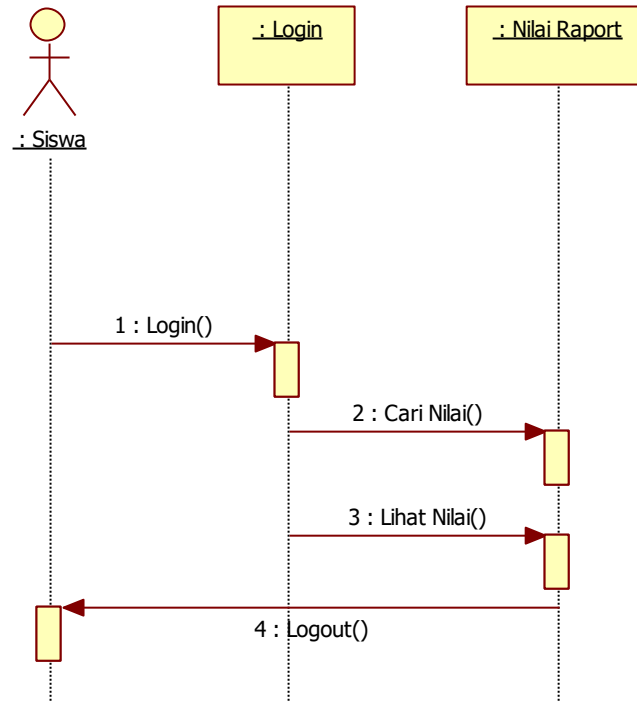 : Login
: Nilai Raport
: Siswa
1 : Login()
2 : Cari Nilai()
3 : Lihat Nilai()
4 : Logout()